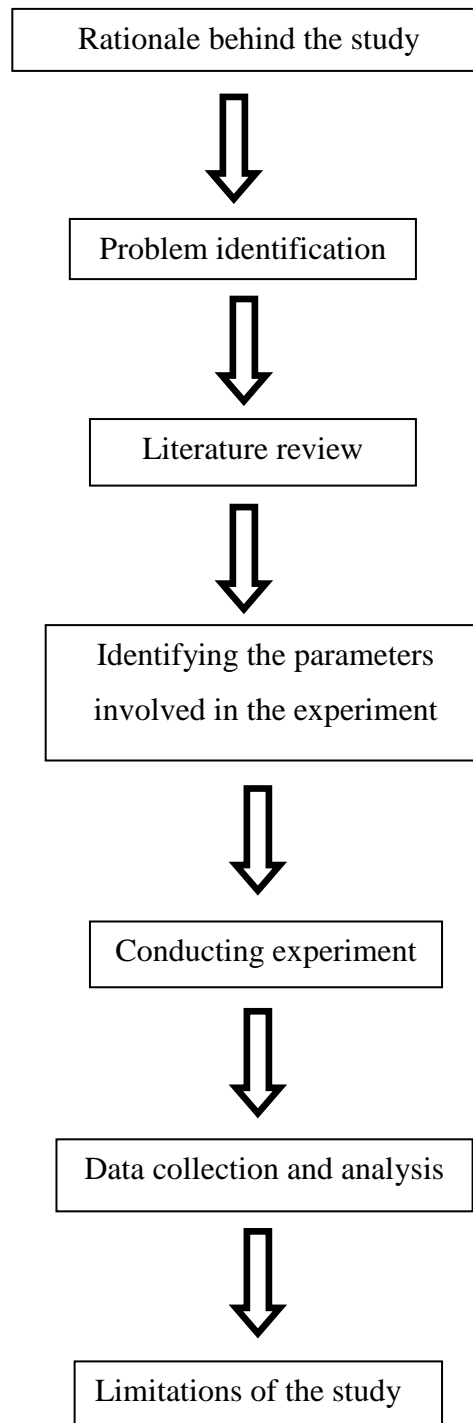 Rationale behind the study
Problem identification
Literature review
Identifying the parameters
involved in the experiment
Conducting experiment
Data collection and analysis
Limitations of the study